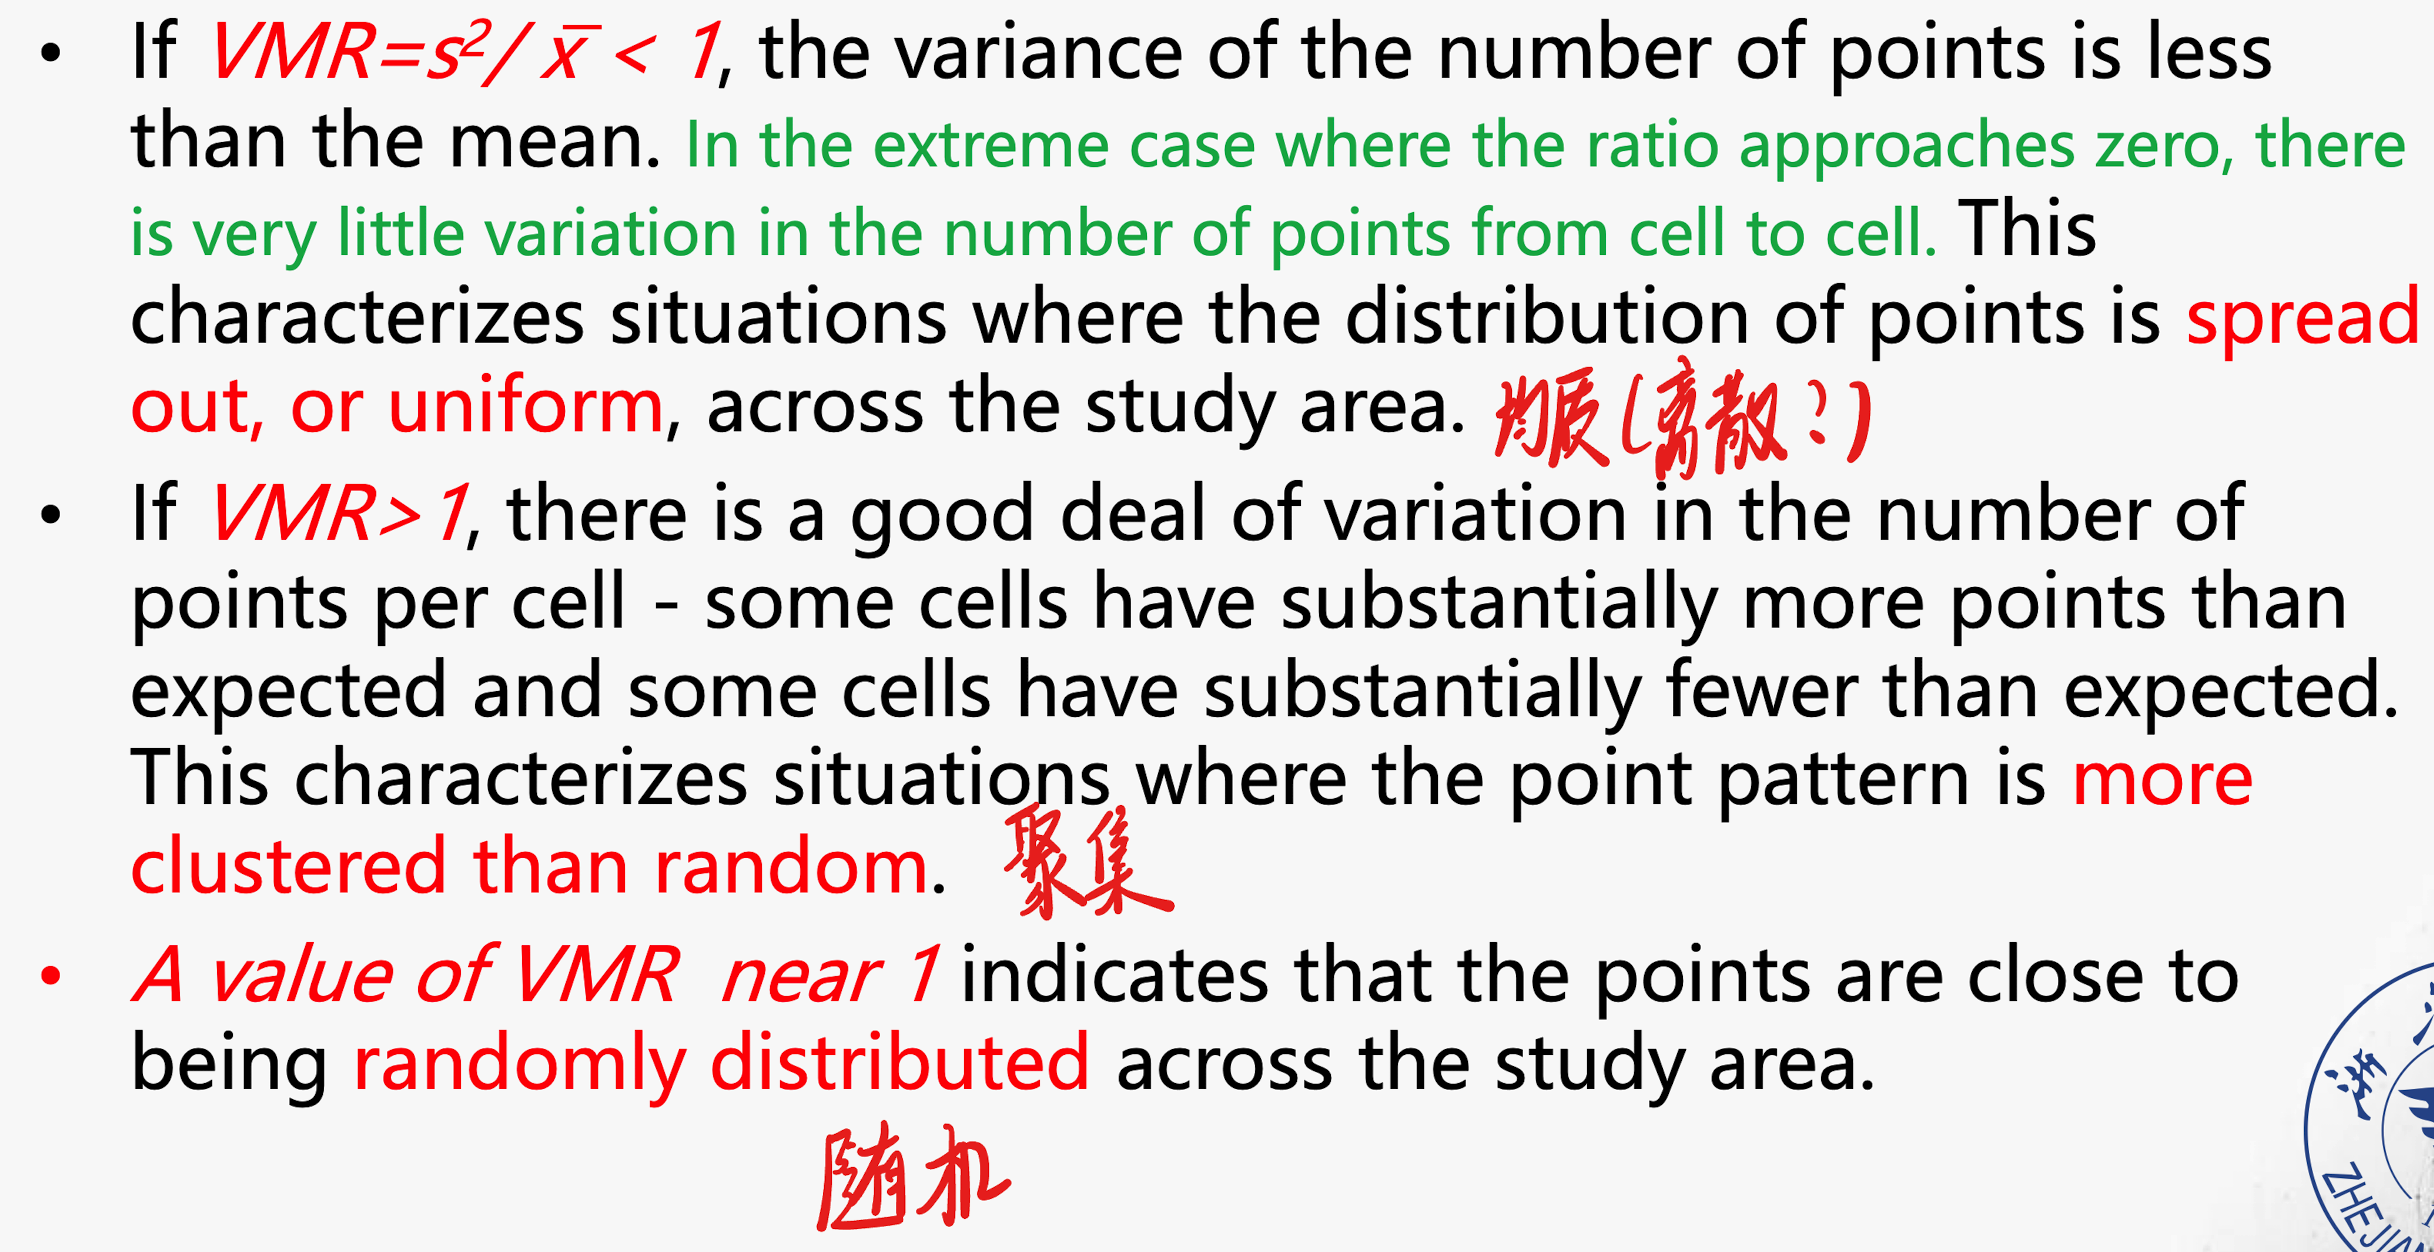 • If VMR=s²/ x̅ < 1, the variance of the number of points is less
than the mean. In the extreme case where the ratio approaches zero, there
is very little variation in the number of points from cell to cell. This
characterizes situations where the distribution of points is spread
out, or uniform, across the study area. 均质(离散?)
• If VMR>1, there is a good deal of variation in the number of
points per cell - some cells have substantially more points than
expected and some cells have substantially fewer than expected.
This characterizes situations where the point pattern is more
clustered than random. 聚集
• A value of VMR near 1 indicates that the points are close to
being randomly distributed across the study area.
随机